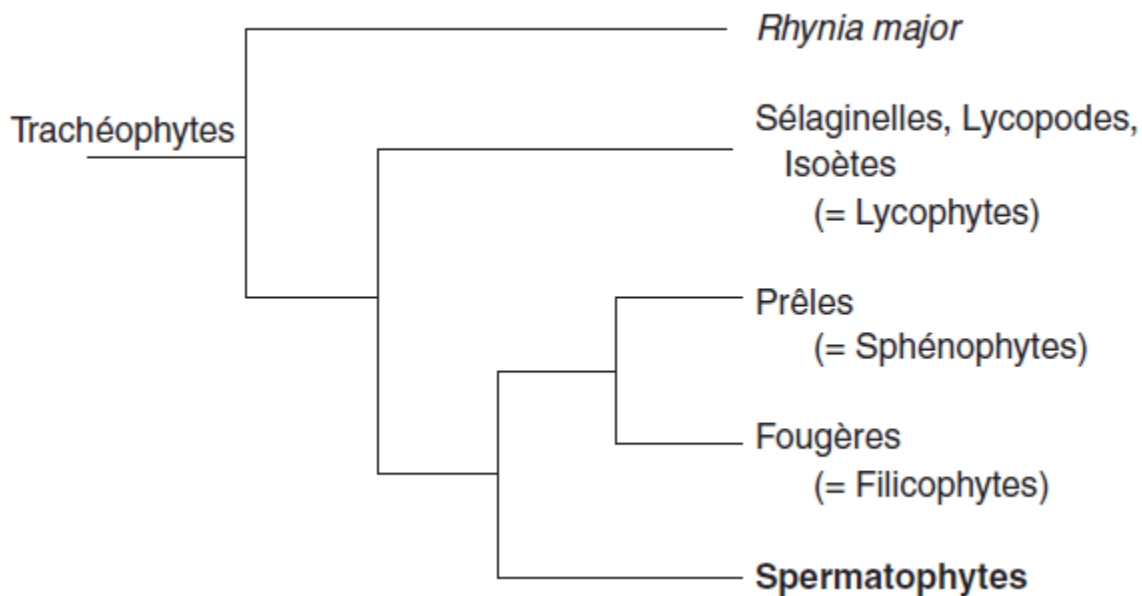 Rhynia major
Trachéophytes
Sélaginelles, Lycopodes,
Isoètes
(= Lycophytes)
Prêles
(= Sphénophytes)
Fougères
(= Filicophytes)
Spermatophytes